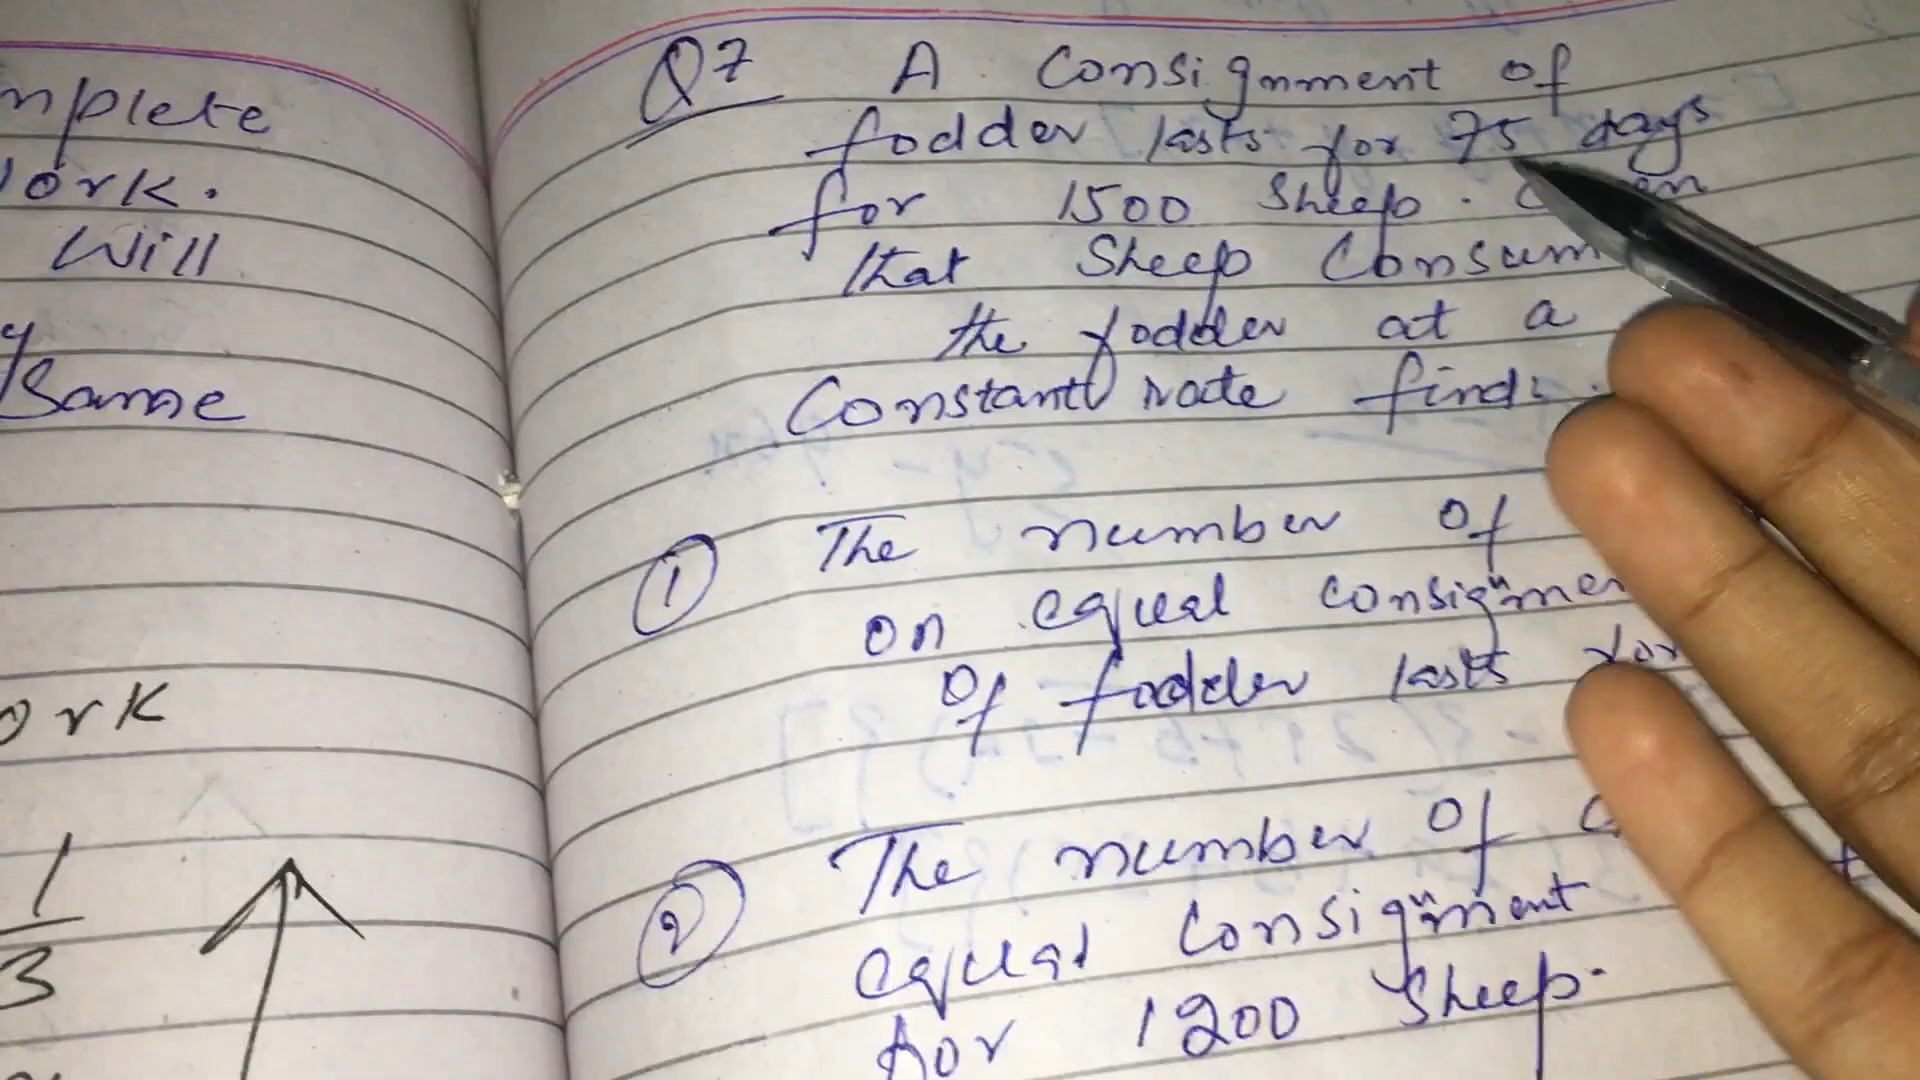 mplete
ork.
Will
y
Same
ork
1
3
Q7 A Consignment of
fodder lasts for 75 days
for 1500 Sheep.
that Sheep Consum
the fodder at a
Constant rate find:
① The number of
on equal consignmen
Of fodder lasts for
② The number of
equal Consignment
for 1200 Sheep.